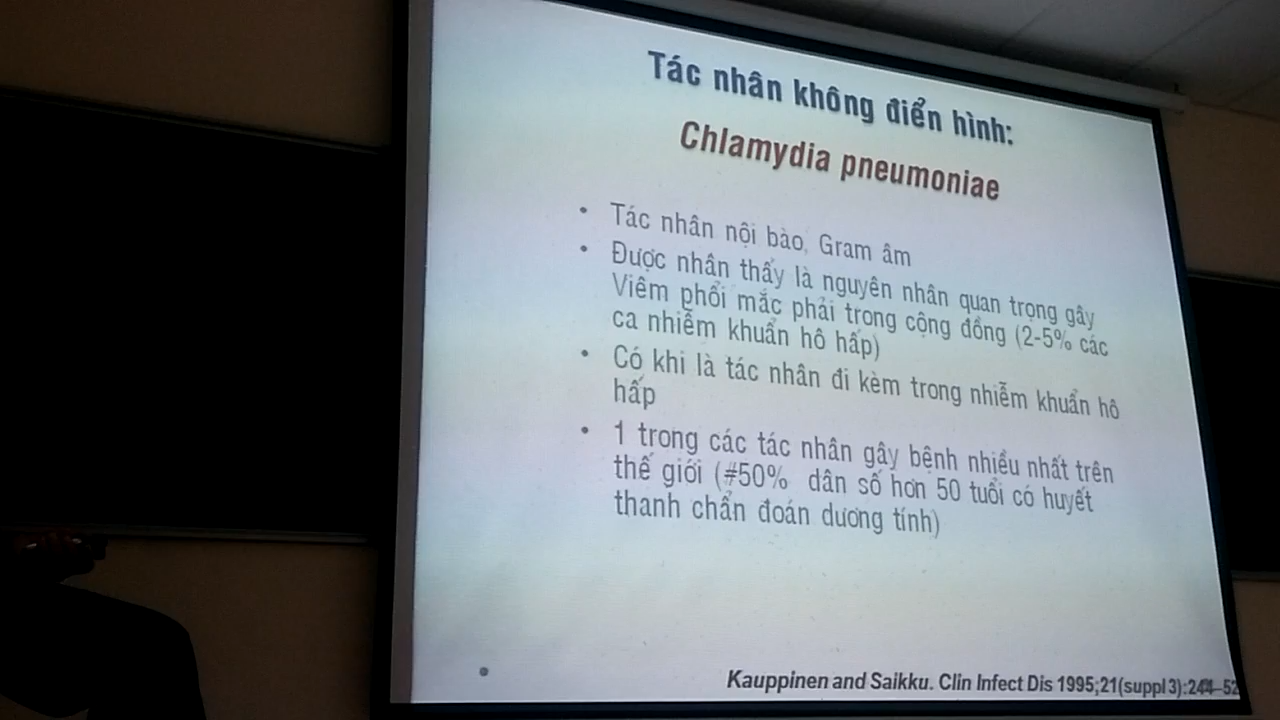 Tác nhân không điển hình:
Chlamydia pneumoniae
• Tác nhân nội bào, Gram âm
• Được nhân thấy là nguyên nhân quan trọng gây
Viêm phổi mắc phải trong cộng đồng (2-5% các
ca nhiễm khuẩn hô hấp)
• Có khi là tác nhân đi kèm trong nhiễm khuẩn hô
hấp
• 1 trong các tác nhân gây bệnh nhiều nhất trên
thế giới (#50% dân số hơn 50 tuổi có huyết
thanh chẩn đoán dương tính)
•
Kauppinen and Saikku. Clin Infect Dis 1995;21(suppl 3):244–52